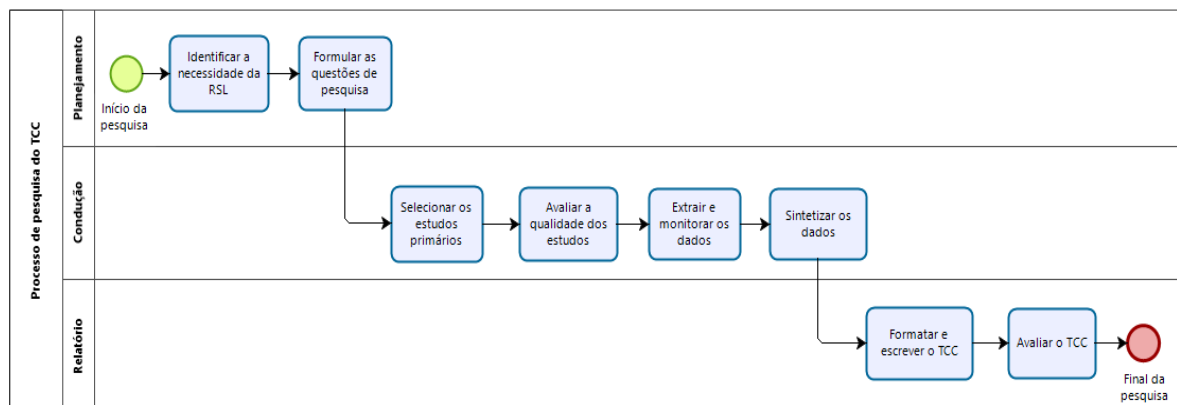 Processo de pesquisa do TCC
Planejamento
Início da
pesquisa
Identificar a
necessidade da
RSL
Formular as
questões de
pesquisa
Condução
Selecionar os
estudos
primários
Avaliar a
qualidade dos
estudos
Extrair e
monitorar os
dados
Sintetizar os
dados
Relatório
Formatar e
escrever o TCC
Avaliar o TCC
Final da
pesquisa